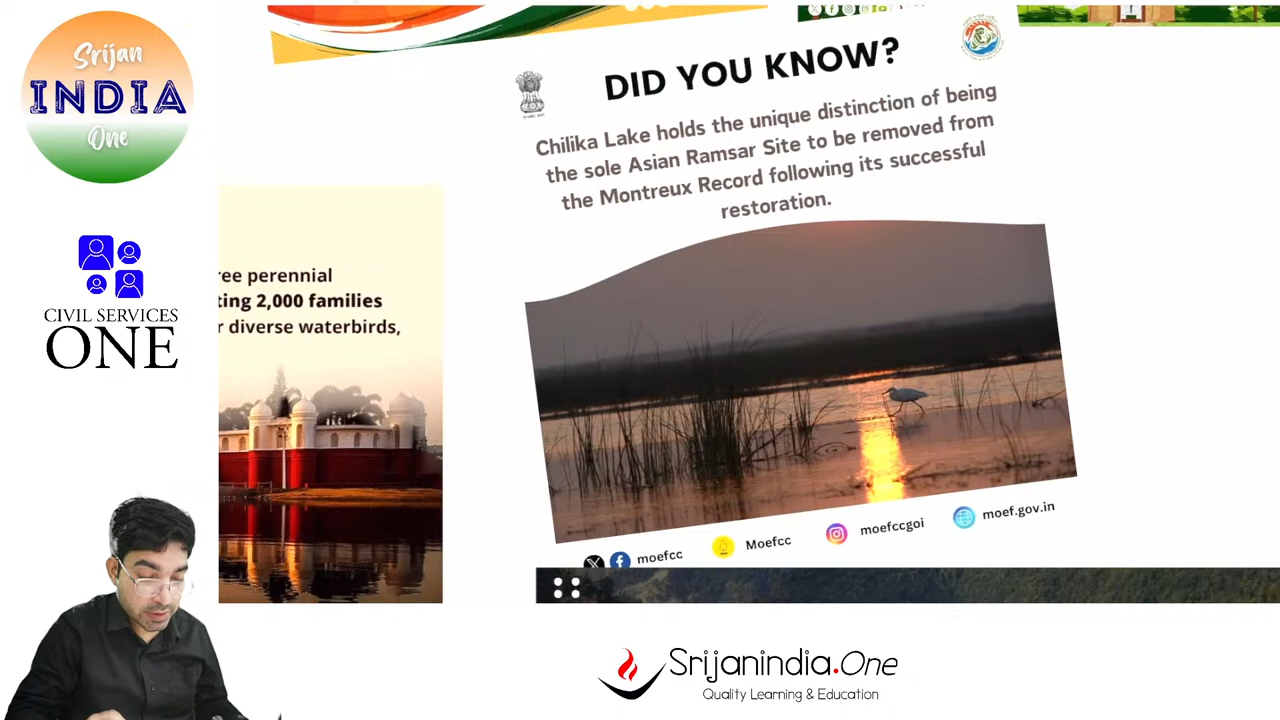 Srijan
INDIA
One
CIVIL SERVICES
ONE
DID YOU KNOW?
Chilika Lake holds the unique distinction of being
the sole Asian Ramsar Site to be removed from
the Montreux Record following its successful
restoration.
ree perennial
ting 2,000 families
r diverse waterbirds,
moefcc
Moefcc
moefccgoi
moef.gov.in
Srijanindia.One
Quality Learning & Education